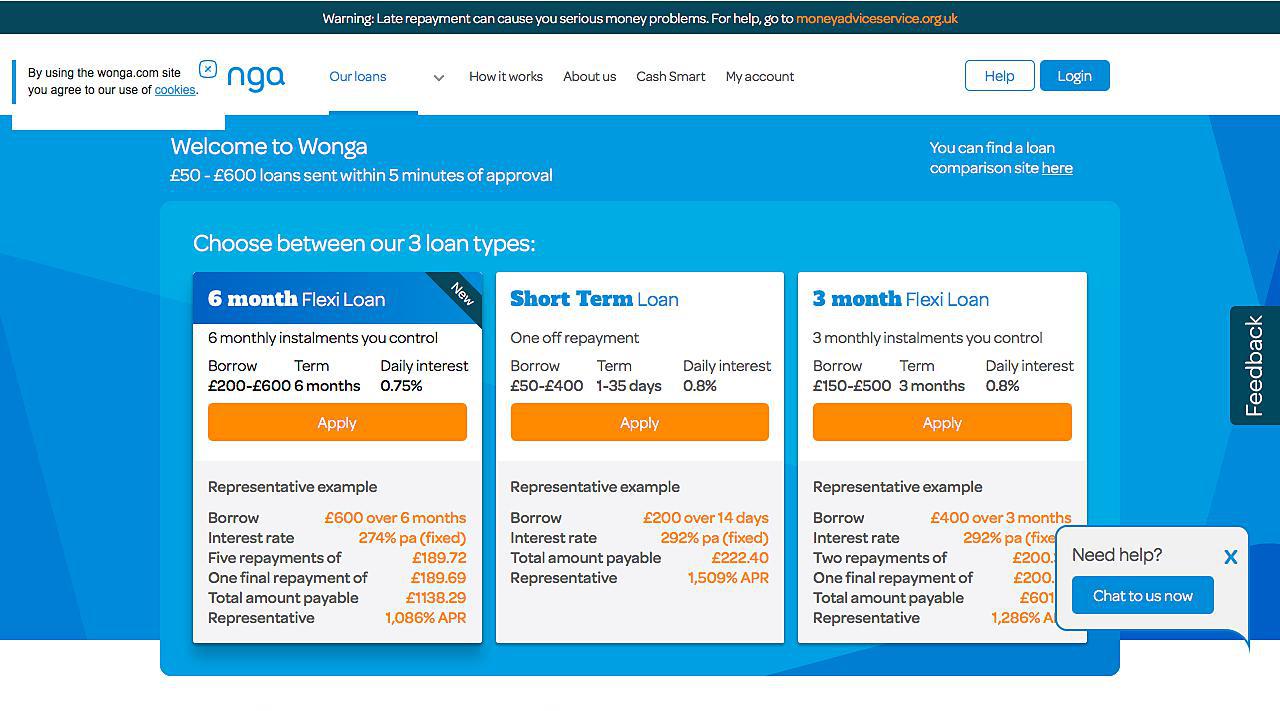 Warning: Late repayment can cause you serious money problems. For help, go to moneyadviceservice.org.uk
By using the wonga.com site
you agree to our use of cookies.
nga
Our loans
How it works
About us
Cash Smart
My account
Help
Login
Welcome to Wonga
£50 - £600 loans sent within 5 minutes of approval
You can find a loan
comparison site here
Choose between our 3 loan types:
6 month Flexi Loan
New
6 monthly instalments you control
Borrow Term Daily interest
£200-£600 6 months 0.75%
Apply
Representative example
Borrow £600 over 6 months
Interest rate 274% pa (fixed)
Five repayments of £189.72
One final repayment of £189.69
Total amount payable £1138.29
Representative 1,086% APR
Short Term Loan
One off repayment
Borrow Term Daily interest
£50-£400 1-35 days 0.8%
Apply
Representative example
Borrow £200 over 14 days
Interest rate 292% pa (fixed)
Total amount payable £222.40
Representative 1,509% APR
3 month Flexi Loan
3 monthly instalments you control
Borrow Term Daily interest
£150-£500 3 months 0.8%
Apply
Representative example
Borrow £400 over 3 months
Interest rate 292% pa (fixe
Two repayments of £200.
One final repayment of £200.
Total amount payable £601
Representative 1,286% A
Feedback
Need help?
X
Chat to us now